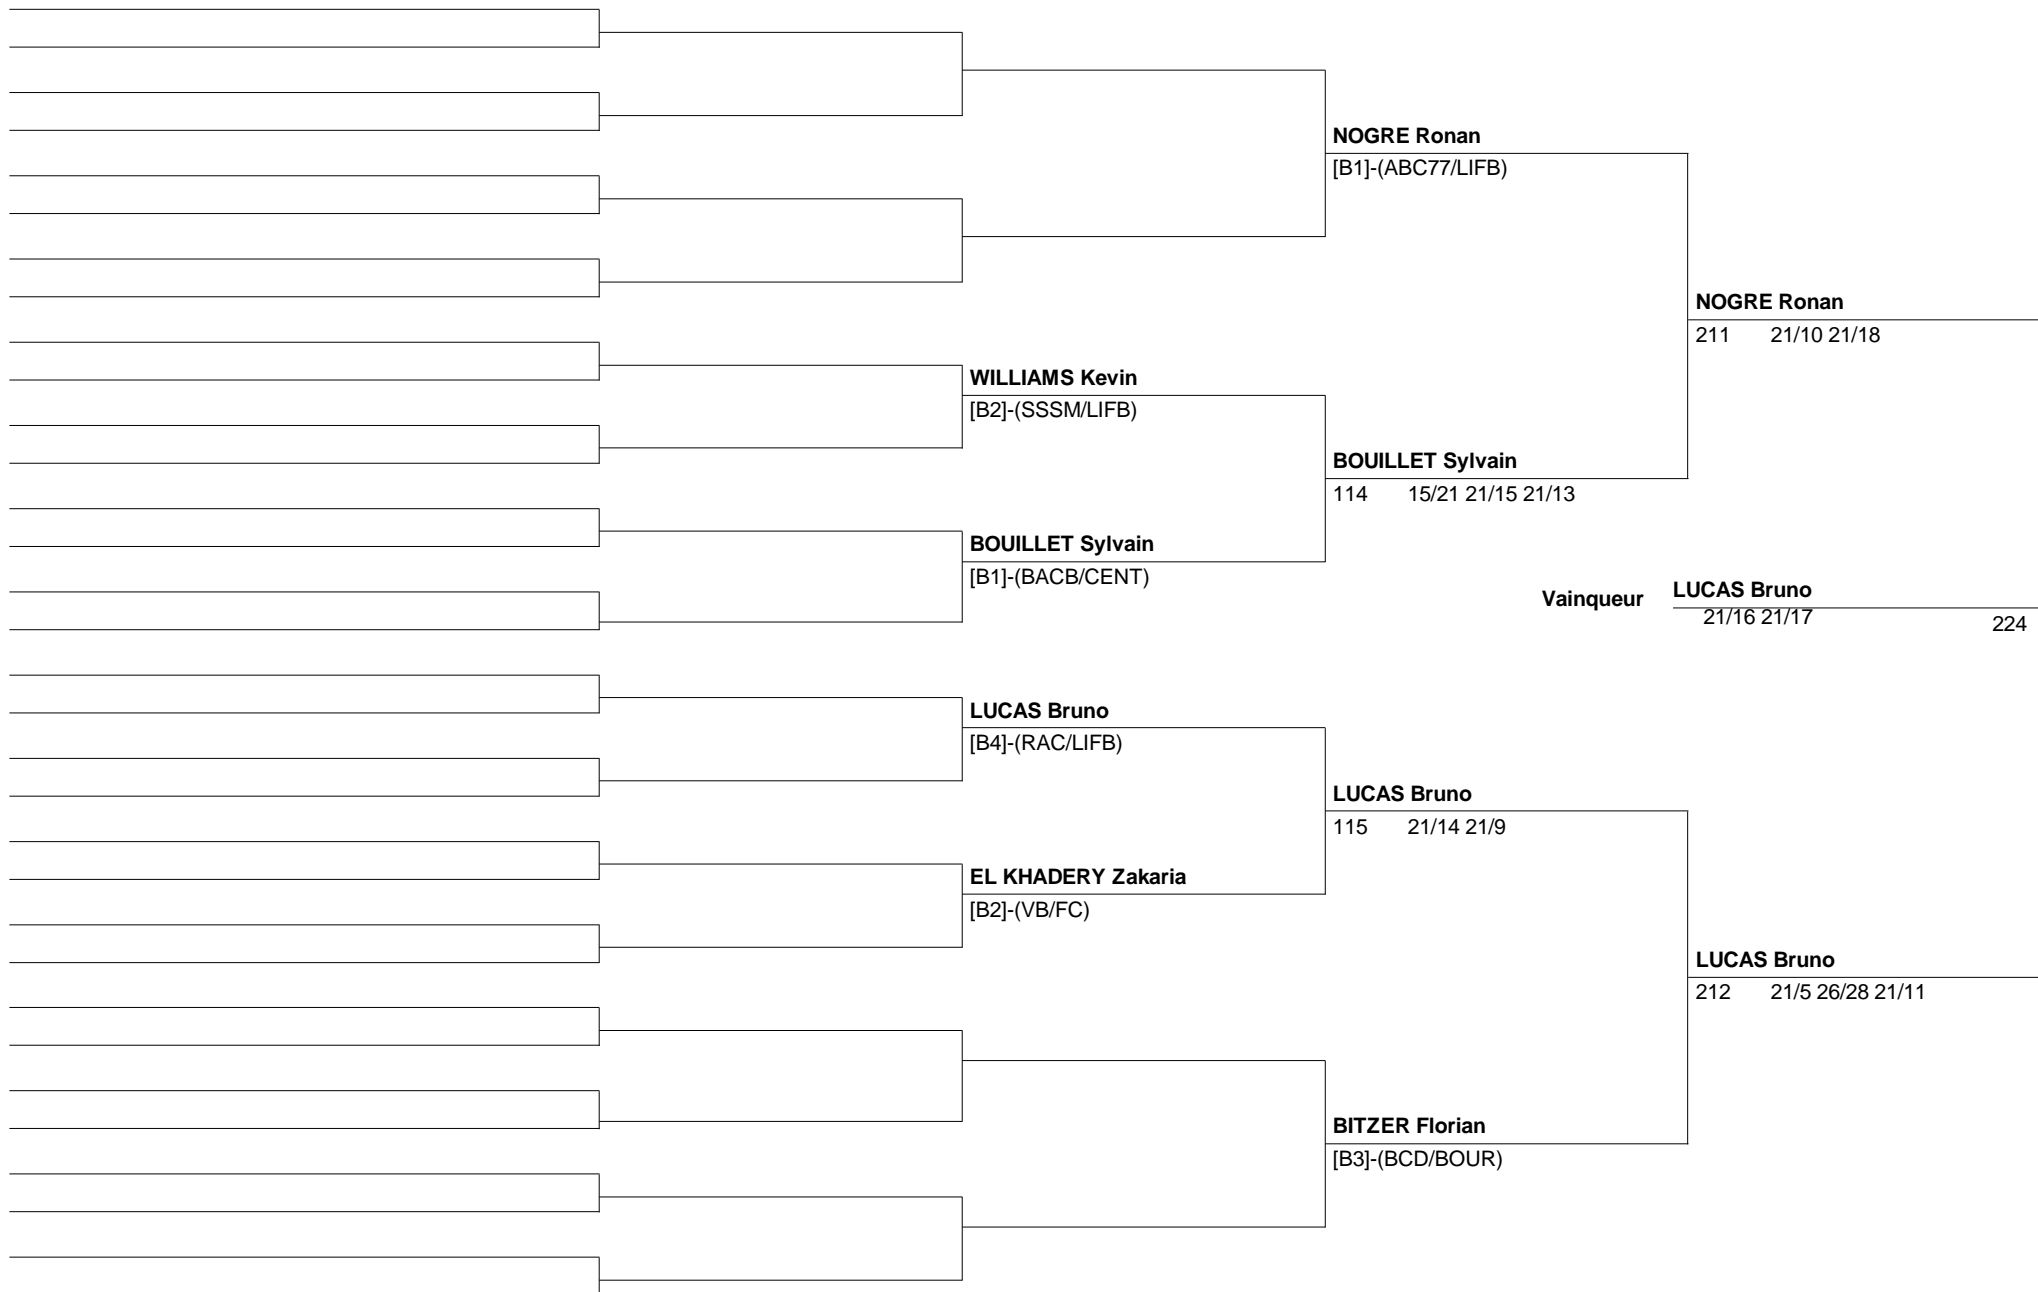 NOGRE Ronan
[B1]-(ABC77/LIFB)
NOGRE Ronan
211 21/10 21/18
WILLIAMS Kevin
[B2]-(SSSM/LIFB)
BOUILLET Sylvain
114 15/21 21/15 21/13
BOUILLET Sylvain
[B1]-(BACB/CENT)
Vainqueur LUCAS Bruno
21/16 21/17 224
LUCAS Bruno
[B4]-(RAC/LIFB)
LUCAS Bruno
115 21/14 21/9
EL KHADERY Zakaria
[B2]-(VB/FC)
LUCAS Bruno
212 21/5 26/28 21/11
BITZER Florian
[B3]-(BCD/BOUR)